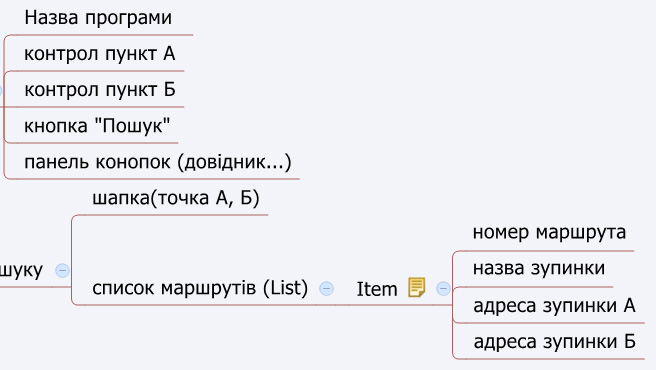 Назва програми
контрол пункт А
контрол пункт Б
кнопка "Пошук"
панель конопок (довідник...)
шапка(точка А, Б)
шуку
список маршрутів (List)
Item
номер маршрута
назва зупинки
адреса зупинки А
адреса зупинки Б